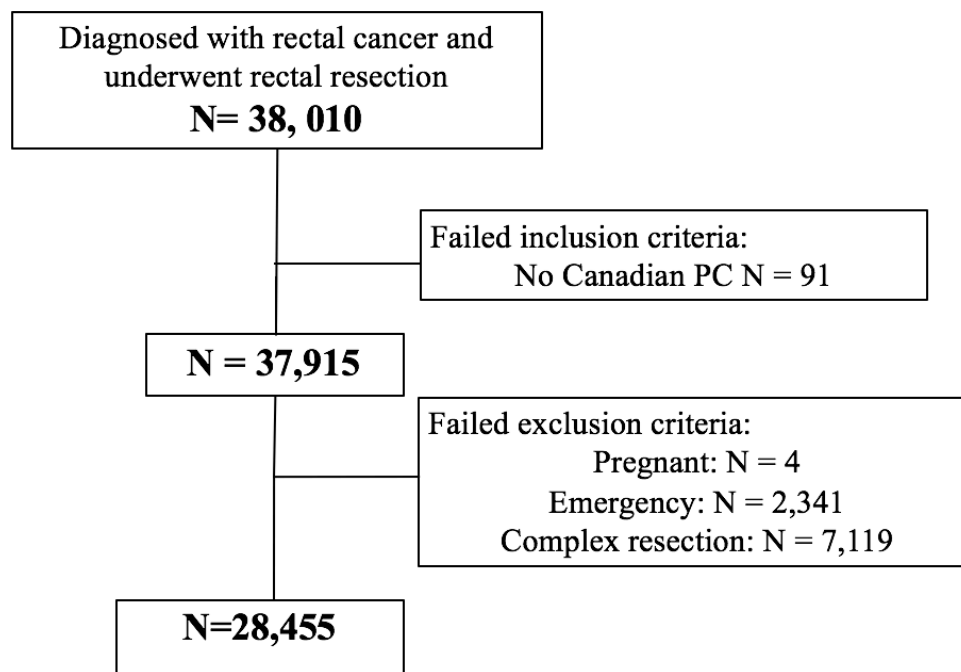 Diagnosed with rectal cancer and
underwent rectal resection
N= 38, 010
Failed inclusion criteria:
No Canadian PC N = 91
N = 37,915
Failed exclusion criteria:
Pregnant: N = 4
Emergency: N = 2,341
Complex resection: N = 7,119
N=28,455